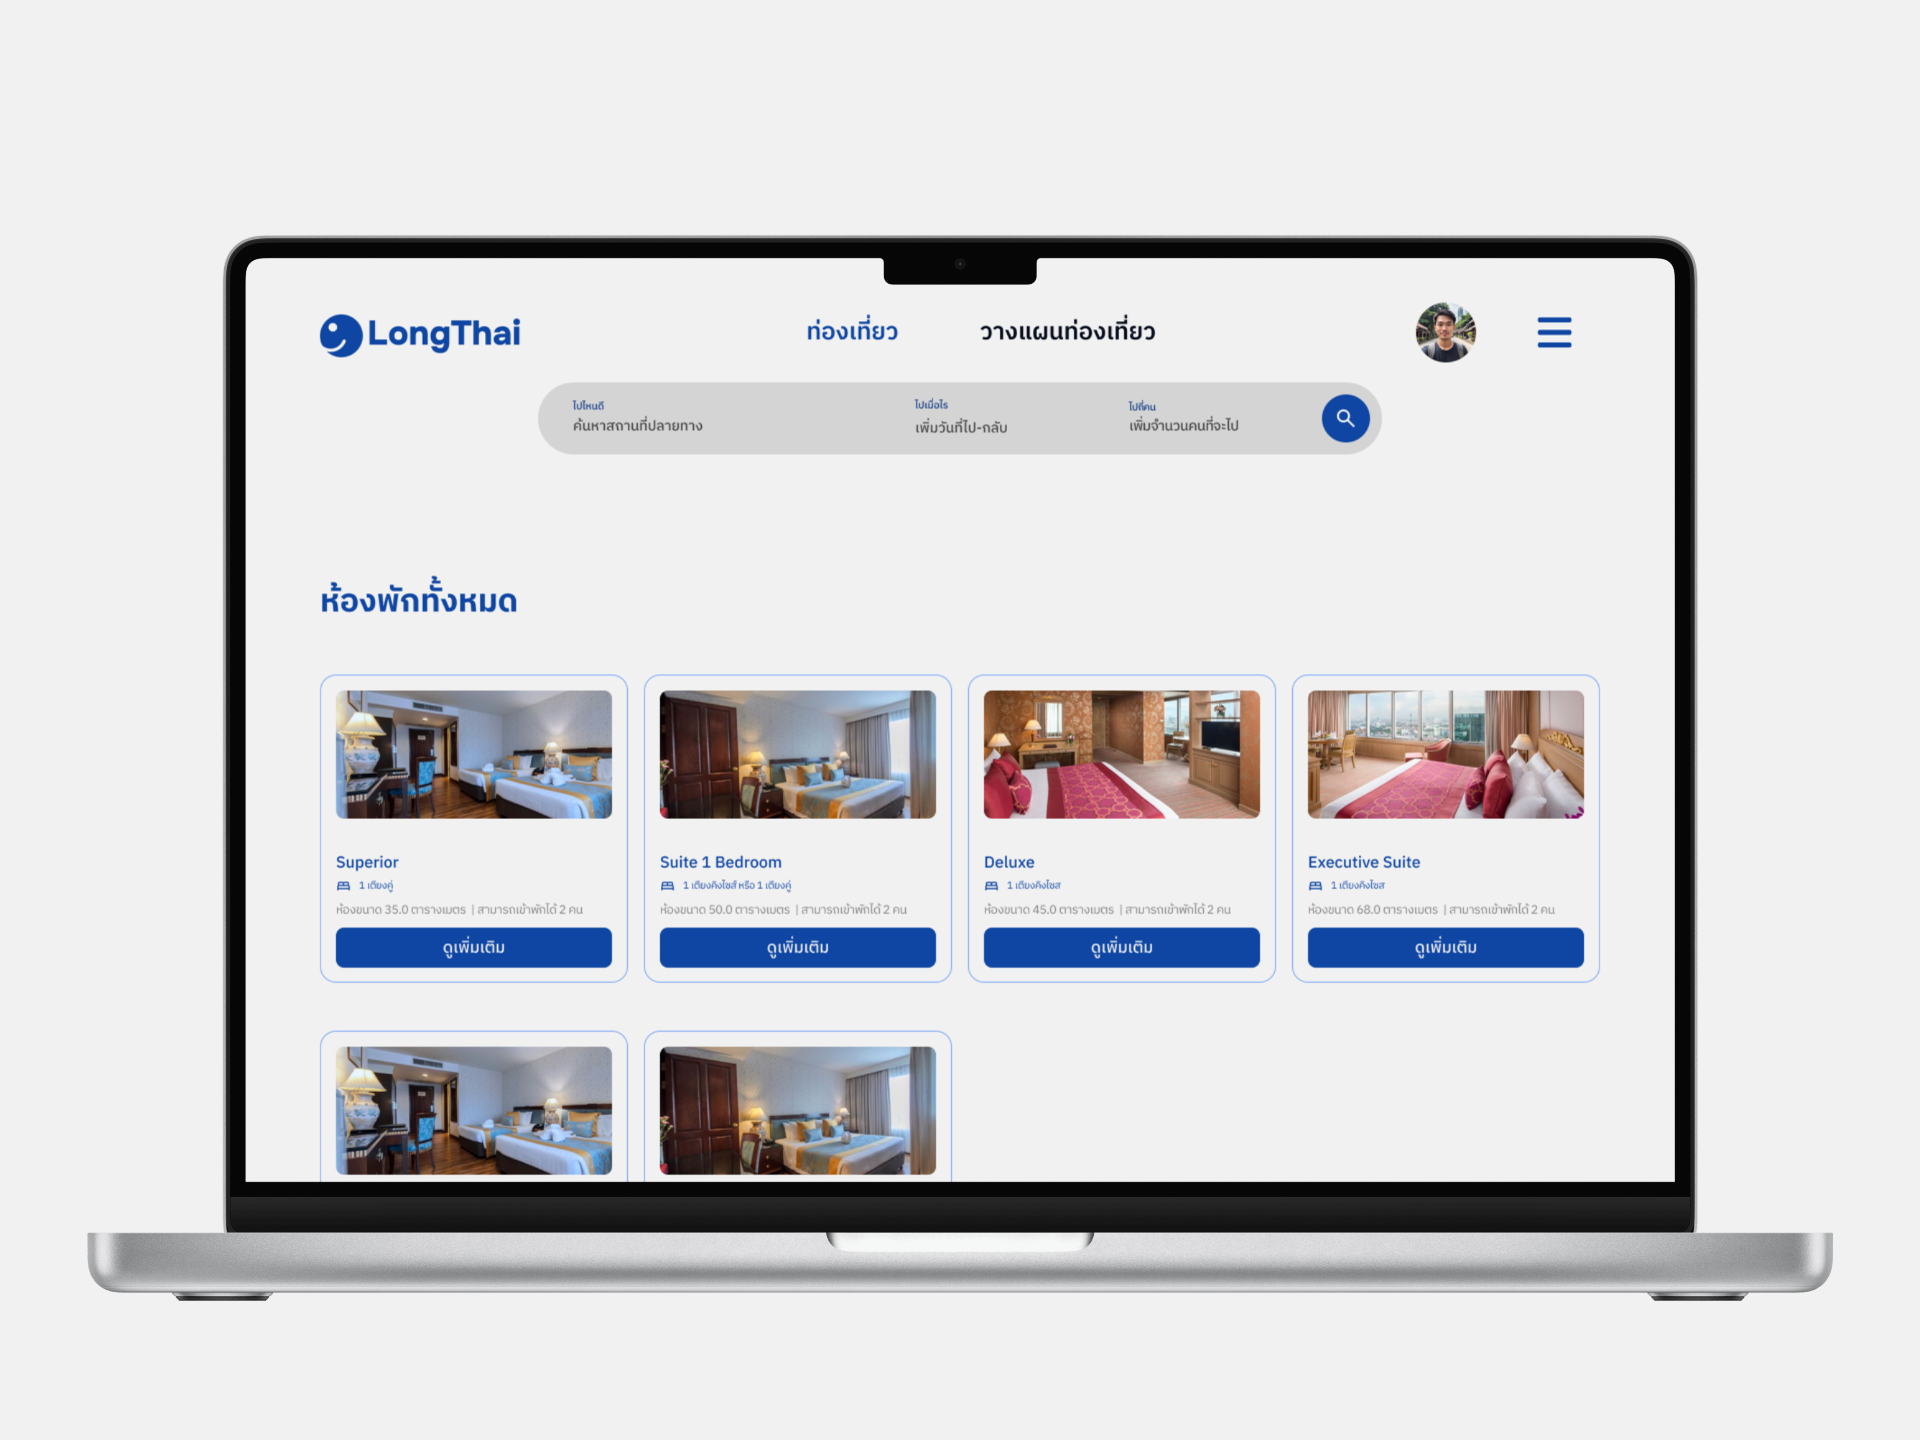 LongThai
ท่องเที่ยว
วางแผนท่องเที่ยว
ไปไหนดี
ค้นหาสถานที่ปลายทาง
ไปเมื่อไร
เพิ่มวันที่ไป-กลับ
ไปกี่คน
เพิ่มจำนวนคนที่จะไป
ห้องพักทั้งหมด
Superior
1 เตียงคู่
ห้องขนาด 35.0 ตารางเมตร | สามารถเข้าพักได้ 2 คน
ดูเพิ่มเติม
Suite 1 Bedroom
1 เตียงคิงไซส์ หรือ 1 เตียงคู่
ห้องขนาด 50.0 ตารางเมตร | สามารถเข้าพักได้ 2 คน
ดูเพิ่มเติม
Deluxe
1 เตียงคิงไซส
ห้องขนาด 45.0 ตารางเมตร | สามารถเข้าพักได้ 2 คน
ดูเพิ่มเติม
Executive Suite
1 เตียงคิงไซส
ห้องขนาด 68.0 ตารางเมตร | สามารถเข้าพักได้ 2 คน
ดูเพิ่มเติม